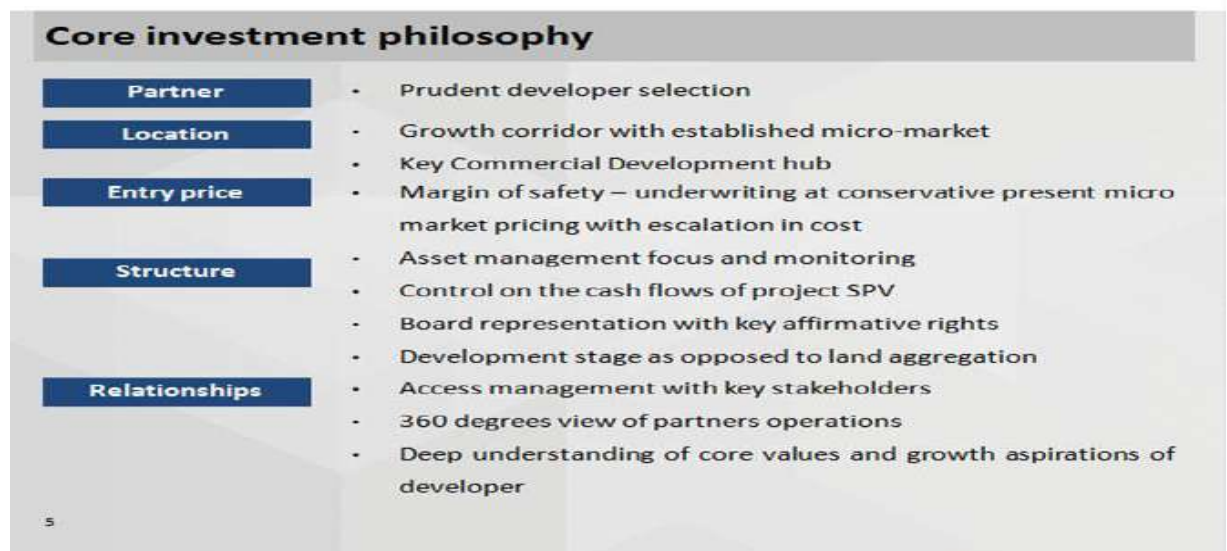 Core investment philosophy
Partner
• Prudent developer selection
Location
• Growth corridor with established micro-market
• Key Commercial Development hub
Entry price
• Margin of safety – underwriting at conservative present micro
market pricing with escalation in cost
Structure
• Asset management focus and monitoring
• Control on the cash flows of project SPV
• Board representation with key affirmative rights
• Development stage as opposed to land aggregation
Relationships
• Access management with key stakeholders
• 360 degrees view of partners operations
• Deep understanding of core values and growth aspirations of
developer
5